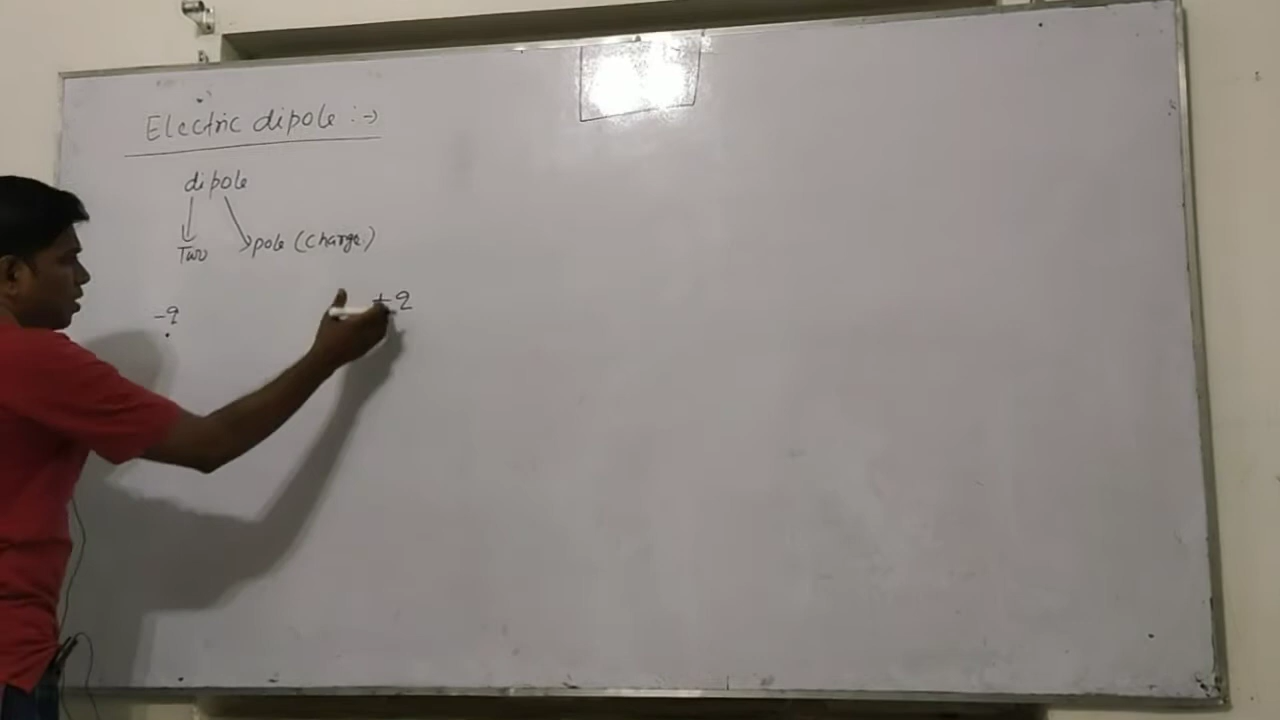 Electric dipole :→
dipole
Two pole (Charge)
-q +q